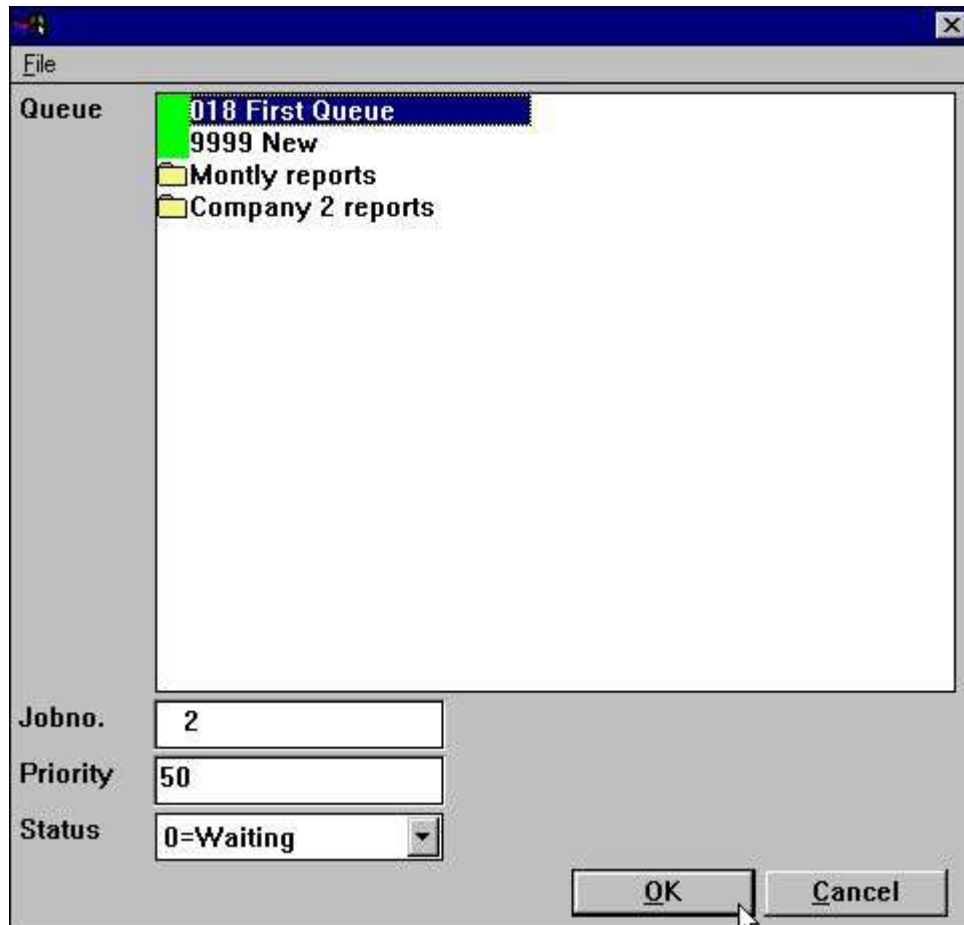 File
Queue
018 First Queue
9999 New
Montly reports
Company 2 reports
Jobno. 2
Priority 50
Status 0=Waiting
OK Cancel